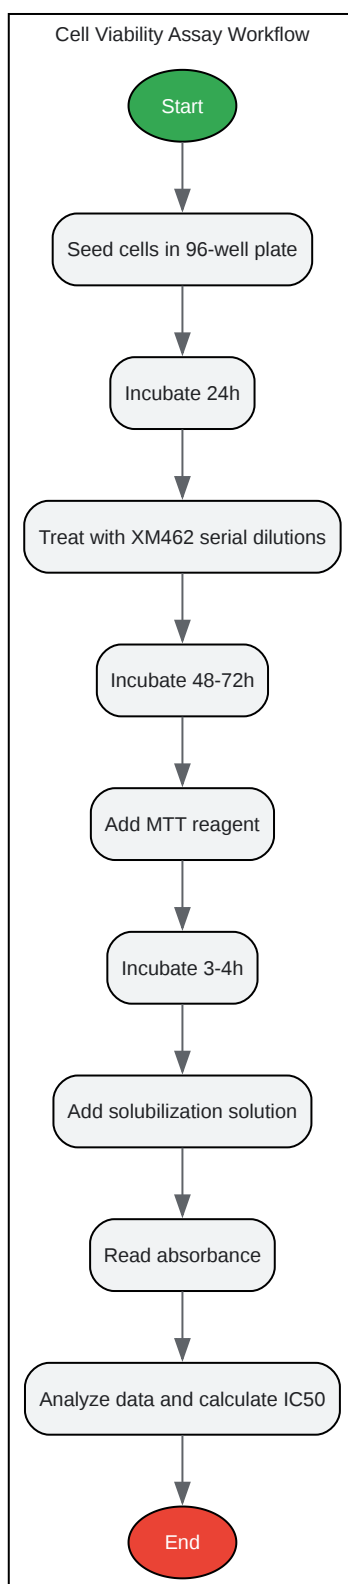 Cell Viability Assay Workflow
Start
Seed cells in 96-well plate
Incubate 24h
Treat with XM462 serial dilutions
Incubate 48-72h
Add MTT reagent
Incubate 3-4h
Add solubilization solution
Read absorbance
Analyze data and calculate IC50
End